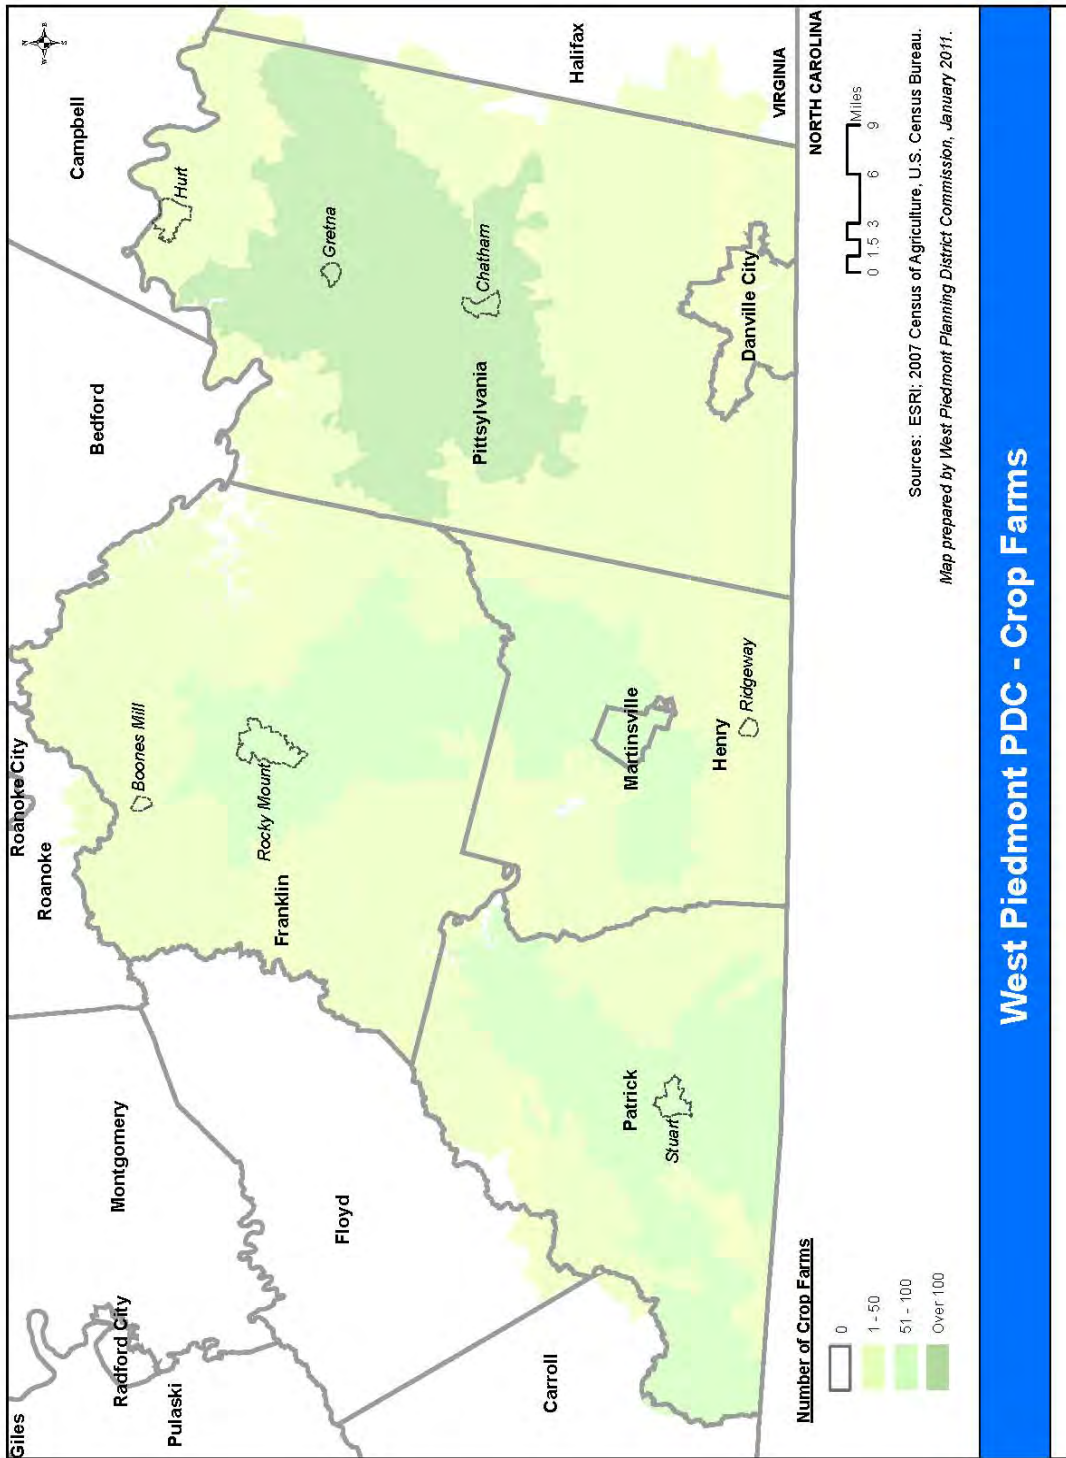 Giles
Pulaski
Radford City
Montgomery
Roanoke
Roanoke City
Bedford
Campbell
N
W
E
S
Boones Mill
Hurt
Rocky Mount
Franklin
Floyd
Gretna
Chatham
Pittsylvania
Halifax
Carroll
Patrick
Stuart
Martinsville
Henry
Ridgeway
Danville City
VIRGINIA
NORTH CAROLINA
Number of Crop Farms
0
1 - 50
51 - 100
Over 100
Miles
0 1.5 3 6 9
Sources: ESRI; 2007 Census of Agriculture, U.S. Census Bureau.
Map prepared by West Piedmont Planning District Commission, January 2011.
West Piedmont PDC - Crop Farms